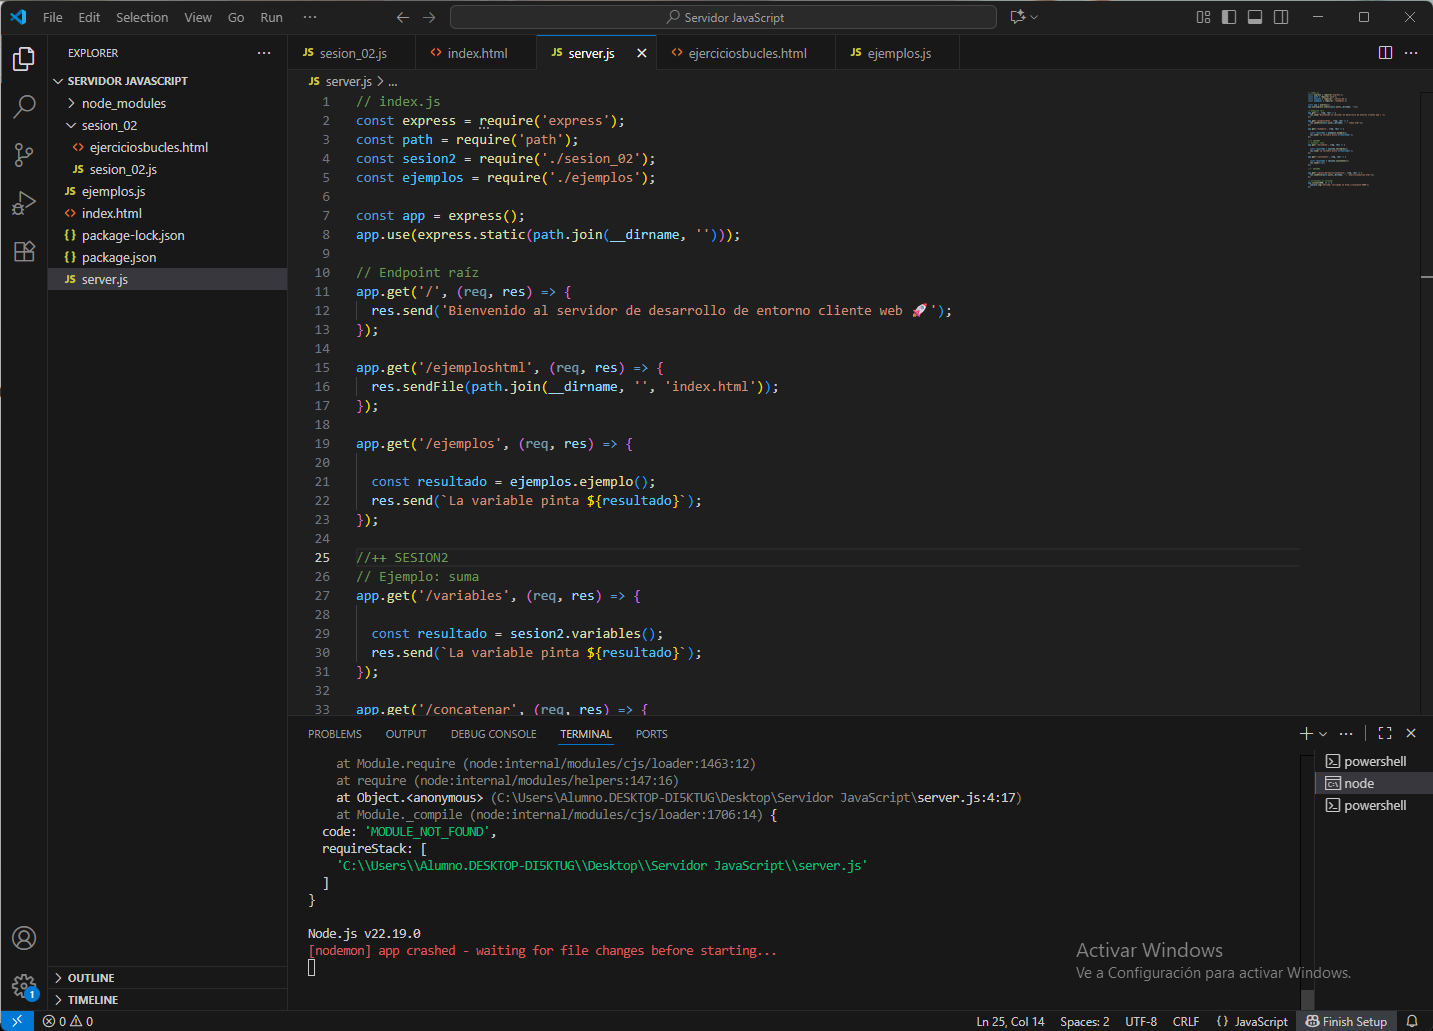 File Edit Selection View Go Run ··· Servidor JavaScript
EXPLORER ···
SERVIDOR JAVASCRIPT
node_modules
sesion_02
<> ejerciciosbucles.html
JS sesion_02.js
JS ejemplos.js
<> index.html
{} package-lock.json
{} package.json
JS server.js
OUTLINE
TIMELINE
1
JS sesion_02.js <> index.html JS server.js <> ejerciciosbucles.html JS ejemplos.js
JS server.js > ...
1 // index.js
2 const express = require('express');
3 const path = require('path');
4 const sesion2 = require('./sesion_02');
5 const ejemplos = require('./ejemplos');
6
7 const app = express();
8 app.use(express.static(path.join(__dirname, '')));
9
10 // Endpoint raíz
11 app.get('/', (req, res) => {
12 res.send('Bienvenido al servidor de desarrollo de entorno cliente web 🚀');
13 });
14
15 app.get('/ejemploshtml', (req, res) => {
16 res.sendFile(path.join(__dirname, '', 'index.html'));
17 });
18
19 app.get('/ejemplos', (req, res) => {
20
21 const resultado = ejemplos.ejemplo();
22 res.send(`La variable pinta ${resultado}`);
23 });
24
25 //++ SESION2
26 // Ejemplo: suma
27 app.get('/variables', (req, res) => {
28
29 const resultado = sesion2.variables();
30 res.send(`La variable pinta ${resultado}`);
31 });
32
33 app.get('/concatenar', (req, res) => {
PROBLEMS OUTPUT DEBUG CONSOLE TERMINAL PORTS
at Module.require (node:internal/modules/cjs/loader:1463:12)
at require (node:internal/modules/helpers:147:16)
at Object.<anonymous> (C:\Users\Alumno.DESKTOP-DI5KTUG\Desktop\Servidor JavaScript\server.js:4:17)
at Module._compile (node:internal/modules/cjs/loader:1706:14) {
code: 'MODULE_NOT_FOUND',
requireStack: [
'C:\\Users\\Alumno.DESKTOP-DI5KTUG\\Desktop\\Servidor JavaScript\\server.js'
]
}
Node.js v22.19.0
[nodemon] app crashed - waiting for file changes before starting...
powershell
node
powershell
Activar Windows
Ve a Configuración para activar Windows.
0 0 Ln 25, Col 14 Spaces: 2 UTF-8 CRLF {} JavaScript Finish Setup